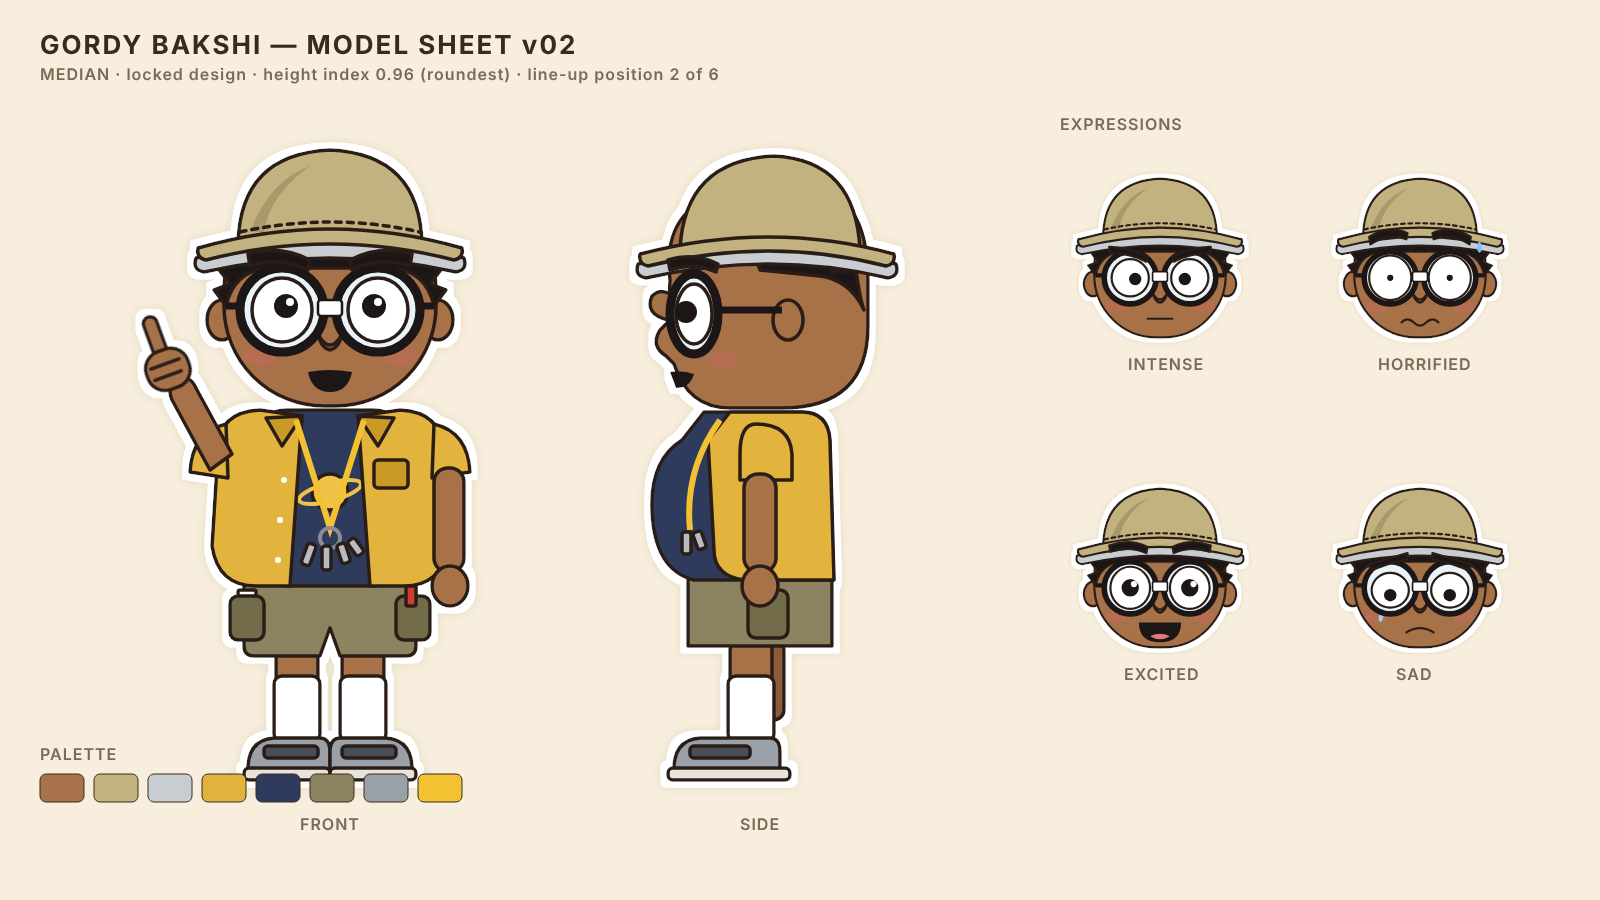 GORDY BAKSHI — MODEL SHEET v02
MEDIAN · locked design · height index 0.96 (roundest) · line-up position 2 of 6
EXPRESSIONS
INTENSE
HORRIFIED
EXCITED
SAD
PALETTE
FRONT
SIDE